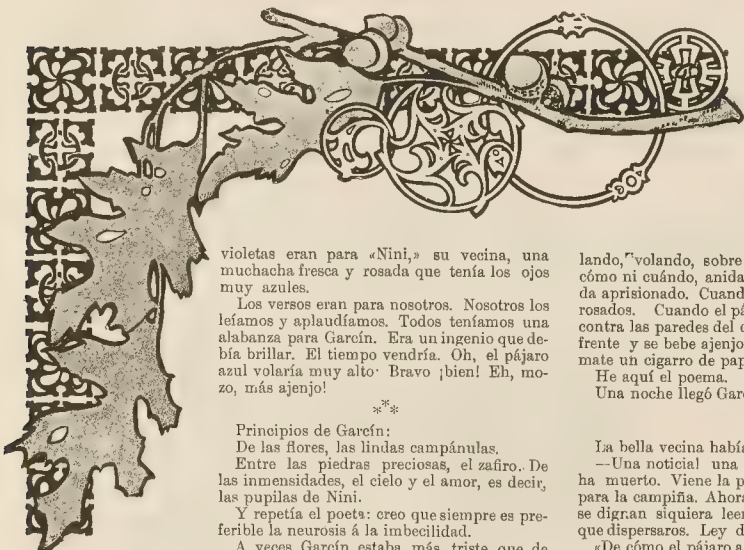 violetas eran para «Nini,» su vecina, una
muchacha fresca y rosada que tenía los ojos
muy azules.
Los versos eran para nosotros. Nosotros los
leíamos y aplaudíamos. Todos teníamos una
alabanza para Garcín. Era un ingenio que de-
bía brillar. El tiempo vendría. Oh, el pájaro
azul volaría muy alto· Bravo ¡bien! Eh, mo-
zo, más ajenjo!
***
Principios de Garcín:
De las flores, las lindas campánulas.
Entre las piedras preciosas, el zafiro. De
las inmensidades, el cielo y el amor, es decir,
las pupilas de Nini.
Y repetía el poeta: creo que siempre es pre-
ferible la neurosis á la imbecilidad.
A veces Garcín estaba más triste que de
lando, volando, sobre
cómo ni cuándo, anida
da aprisionado. Cuand
rosados. Cuando el pá
contra las paredes del c
frente y se bebe ajenjo
mate un cigarro de pap
He aquí el poema.
Una noche llegó Garc
La bella vecina habí
--Una noticia! una
ha muerto. Viene la p
para la campiña. Ahora
se dignan siquiera leer
que dispersaros. Ley d
«De cómo el pájaro a